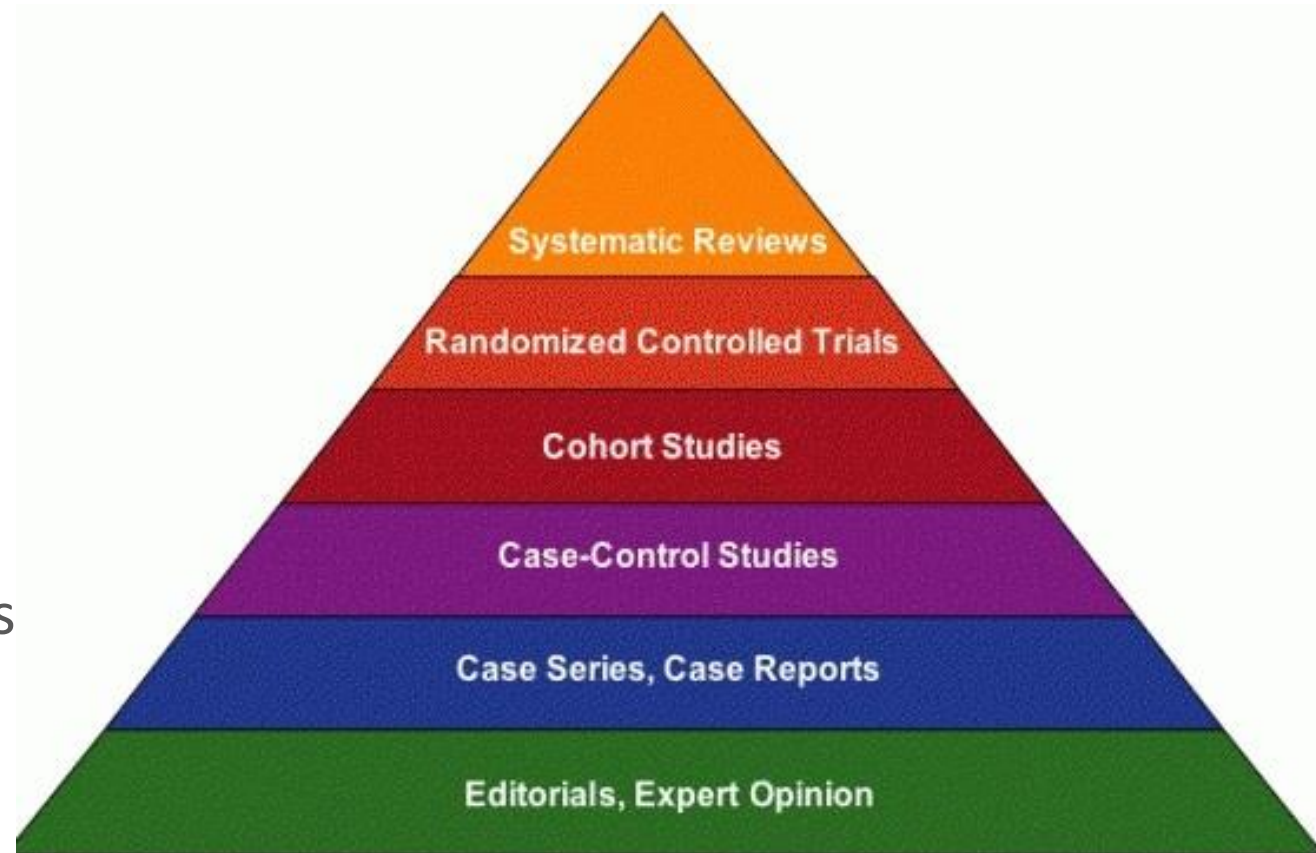 Systematic Reviews
Randomized Controlled Trials
Cohort Studies
Case-Control Studies
s
Case Series, Case Reports
Editorials, Expert Opinion